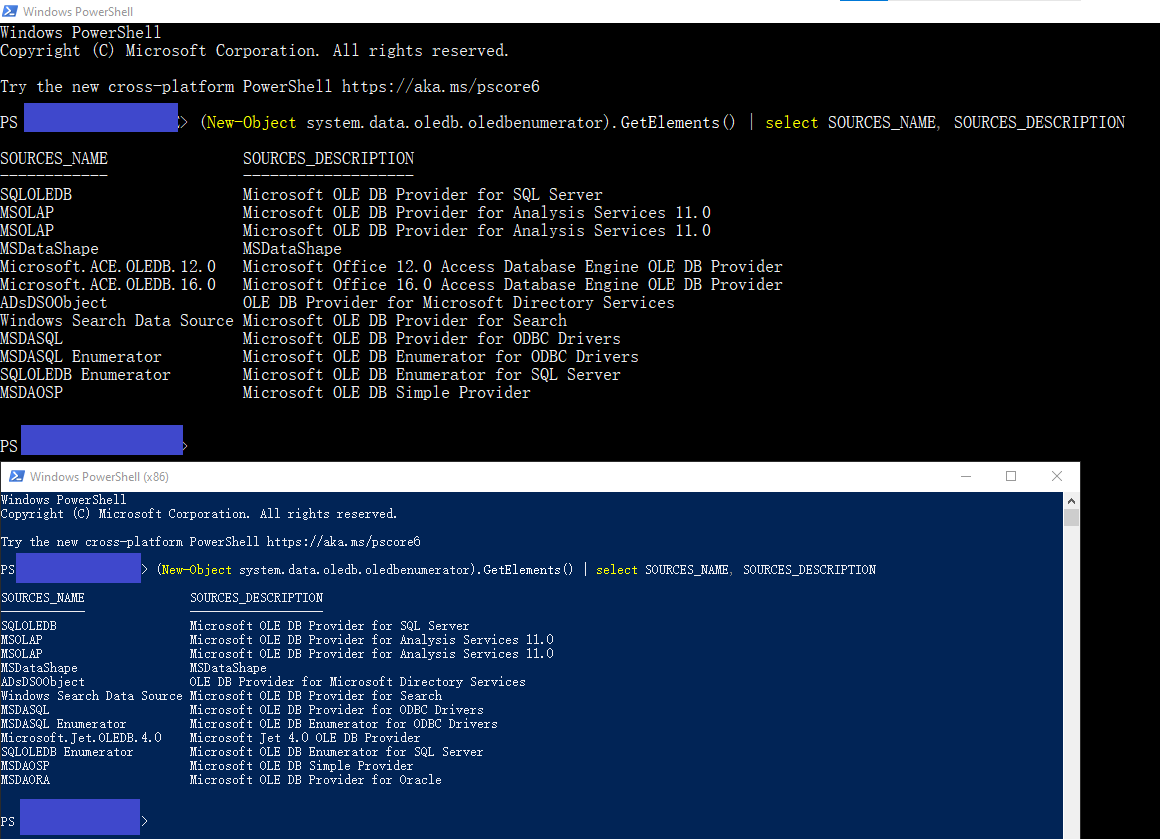 Windows PowerShell
Windows PowerShell
Copyright (C) Microsoft Corporation. All rights reserved.
Try the new cross-platform PowerShell https://aka.ms/pscore6
PS > (New-Object system.data.oledb.oledbenumerator).GetElements() | select SOURCES_NAME, SOURCES_DESCRIPTION
SOURCES_NAME SOURCES_DESCRIPTION
------------ -------------------
SQLOLEDB Microsoft OLE DB Provider for SQL Server
MSOLAP Microsoft OLE DB Provider for Analysis Services 11.0
MSOLAP Microsoft OLE DB Provider for Analysis Services 11.0
MSDataShape MSDataShape
Microsoft.ACE.OLEDB.12.0 Microsoft Office 12.0 Access Database Engine OLE DB Provider
Microsoft.ACE.OLEDB.16.0 Microsoft Office 16.0 Access Database Engine OLE DB Provider
ADsDSOObject OLE DB Provider for Microsoft Directory Services
Windows Search Data Source Microsoft OLE DB Provider for Search
MSDASQL Microsoft OLE DB Provider for ODBC Drivers
MSDASQL Enumerator Microsoft OLE DB Enumerator for ODBC Drivers
SQLOLEDB Enumerator Microsoft OLE DB Enumerator for SQL Server
MSDAOSP Microsoft OLE DB Simple Provider
PS >
Windows PowerShell (x86)
Windows PowerShell
Copyright (C) Microsoft Corporation. All rights reserved.
Try the new cross-platform PowerShell https://aka.ms/pscore6
PS > (New-Object system.data.oledb.oledbenumerator).GetElements() | select SOURCES_NAME, SOURCES_DESCRIPTION
SOURCES_NAME SOURCES_DESCRIPTION
------------ -------------------
SQLOLEDB Microsoft OLE DB Provider for SQL Server
MSOLAP Microsoft OLE DB Provider for Analysis Services 11.0
MSOLAP Microsoft OLE DB Provider for Analysis Services 11.0
MSDataShape MSDataShape
ADsDSOObject OLE DB Provider for Microsoft Directory Services
Windows Search Data Source Microsoft OLE DB Provider for Search
MSDASQL Microsoft OLE DB Provider for ODBC Drivers
MSDASQL Enumerator Microsoft OLE DB Enumerator for ODBC Drivers
Microsoft.Jet.OLEDB.4.0 Microsoft Jet 4.0 OLE DB Provider
SQLOLEDB Enumerator Microsoft OLE DB Enumerator for SQL Server
MSDAOSP Microsoft OLE DB Simple Provider
MSDAORA Microsoft OLE DB Provider for Oracle
PS >